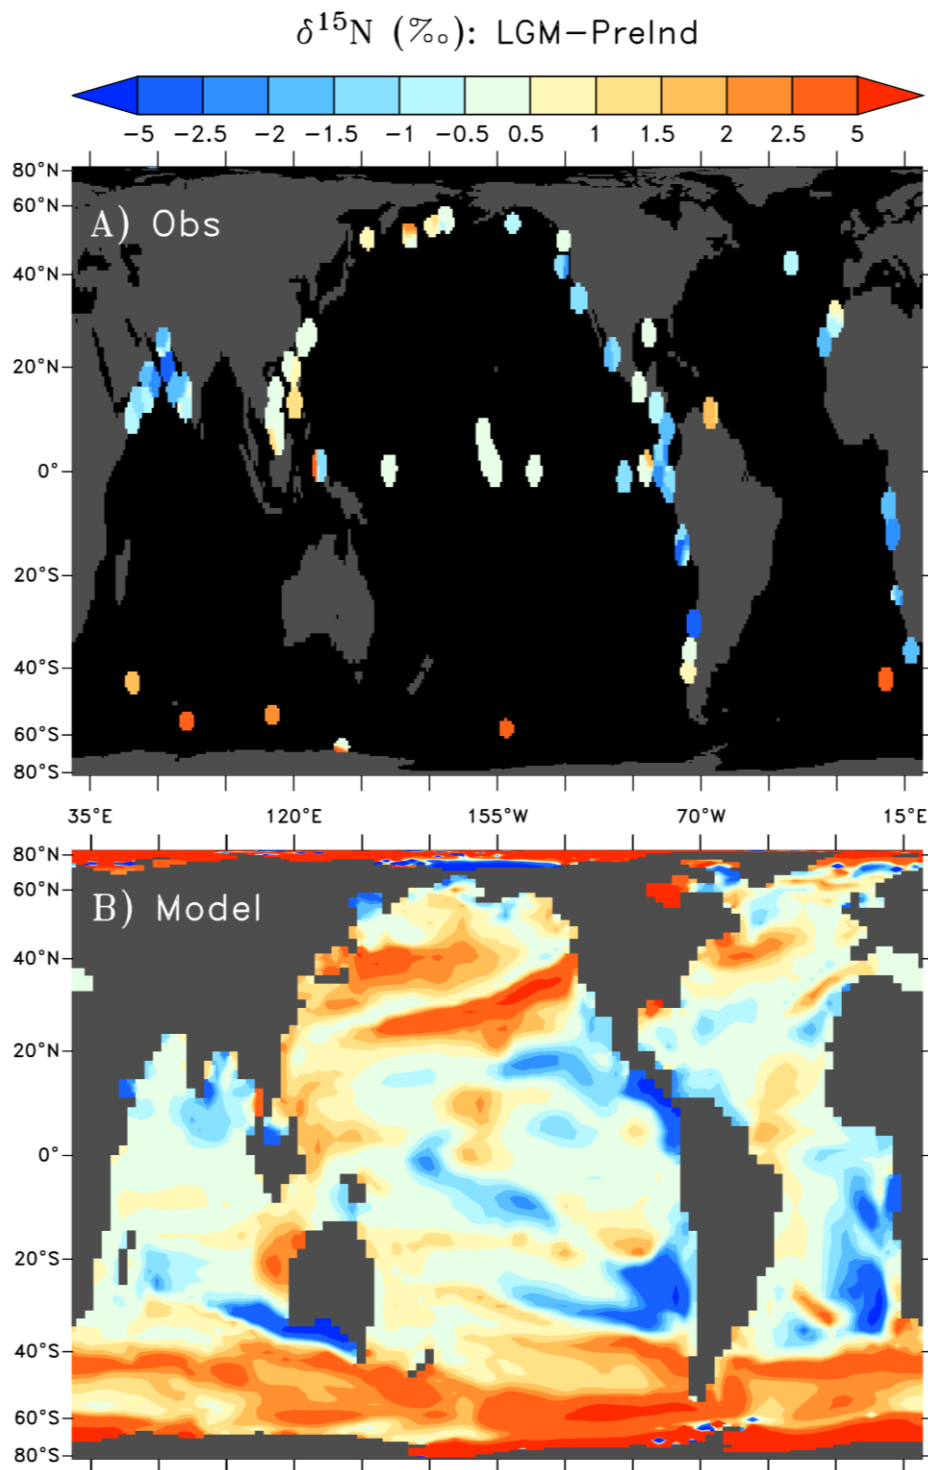 δ¹⁵N (‰): LGM−PreInd
−5 −2.5 −2 −1.5 −1 −0.5 0.5 1 1.5 2 2.5 5
80°N
60°N
A) Obs
40°N
20°N
0°
20°S
40°S
60°S
80°S
35°E 120°E 155°W 70°W 15°E
80°N
60°N
B) Model
40°N
20°N
0°
20°S
40°S
60°S
80°S